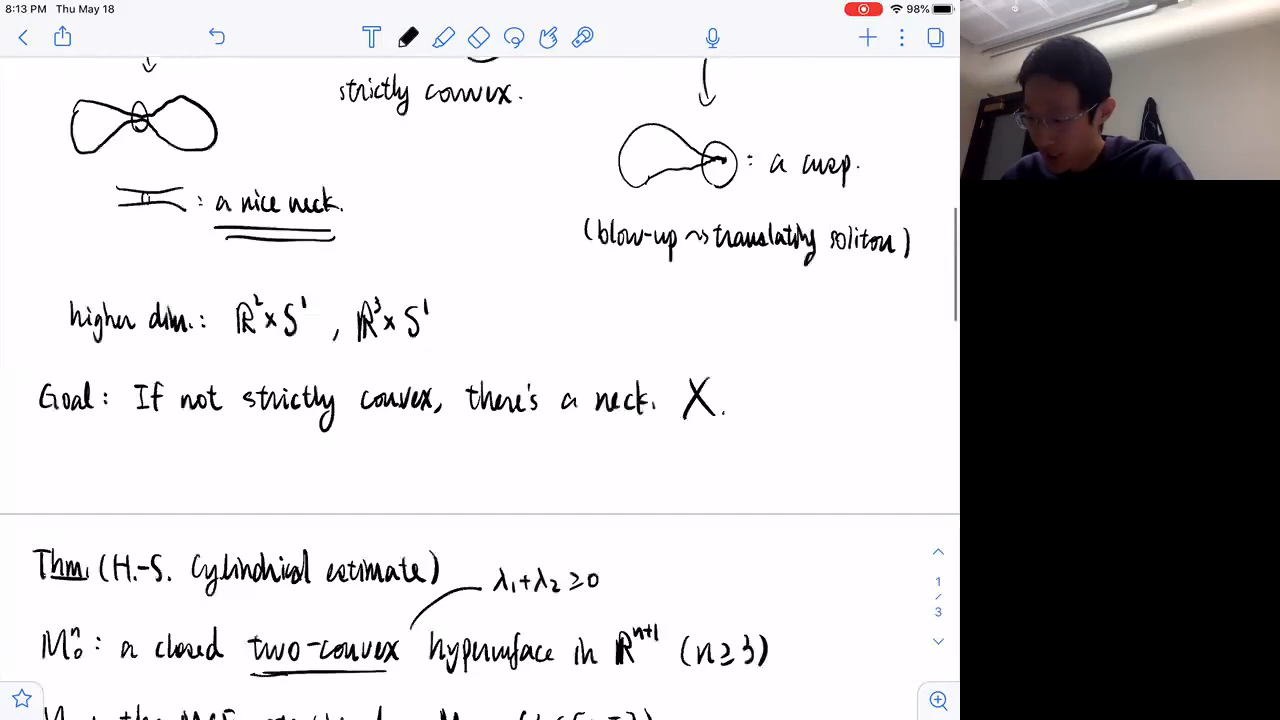 8:13 PM Thu May 18
98%
strictly convex.
: a nice neck.
: a cusp.
(blow-up ⇝ translating soliton)
higher dim.: ℝ² × S¹, ℝ³ × S¹
Goal: If not strictly convex, there's a neck. X.
Thm. (H.-S. Cylindrical estimate)
λ₁+λ₂ ≥ 0
M₀ⁿ: a closed two-convex hypersurface in ℝⁿ⁺¹ (n ≥ 3)
1
/
3